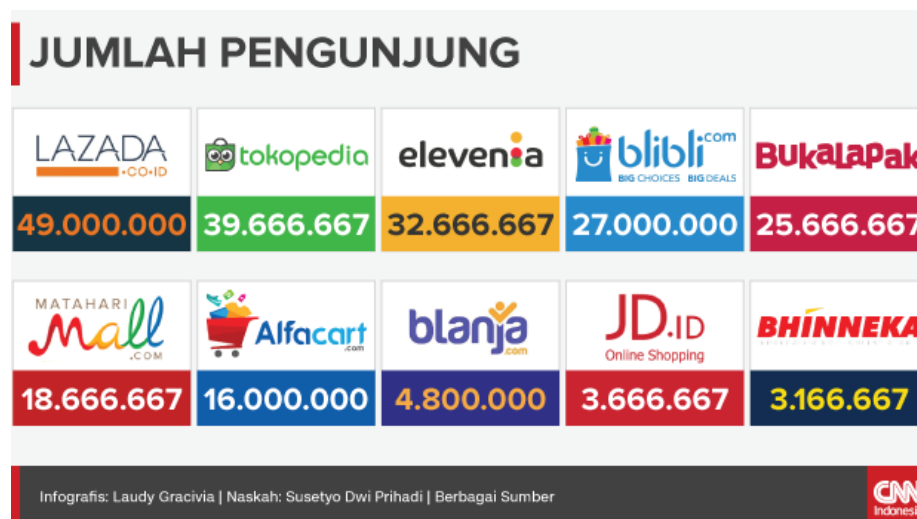 JUMLAH PENGUNJUNG
LAZADA
.CO.ID
tokopedia
elevenia
blibli.com
BIG CHOICES BIG DEALS
BukaLaPak
49.000.000
39.666.667
32.666.667
27.000.000
25.666.667
MATAHARI
Mall
.COM
Alfacart
.com
blanja
.com
JD.ID
Online Shopping
BHINNEKA
18.666.667
16.000.000
4.800.000
3.666.667
3.166.667
Infografis: Laudy Gracivia | Naskah: Susetyo Dwi Prihadi | Berbagai Sumber
CNN
Indonesia